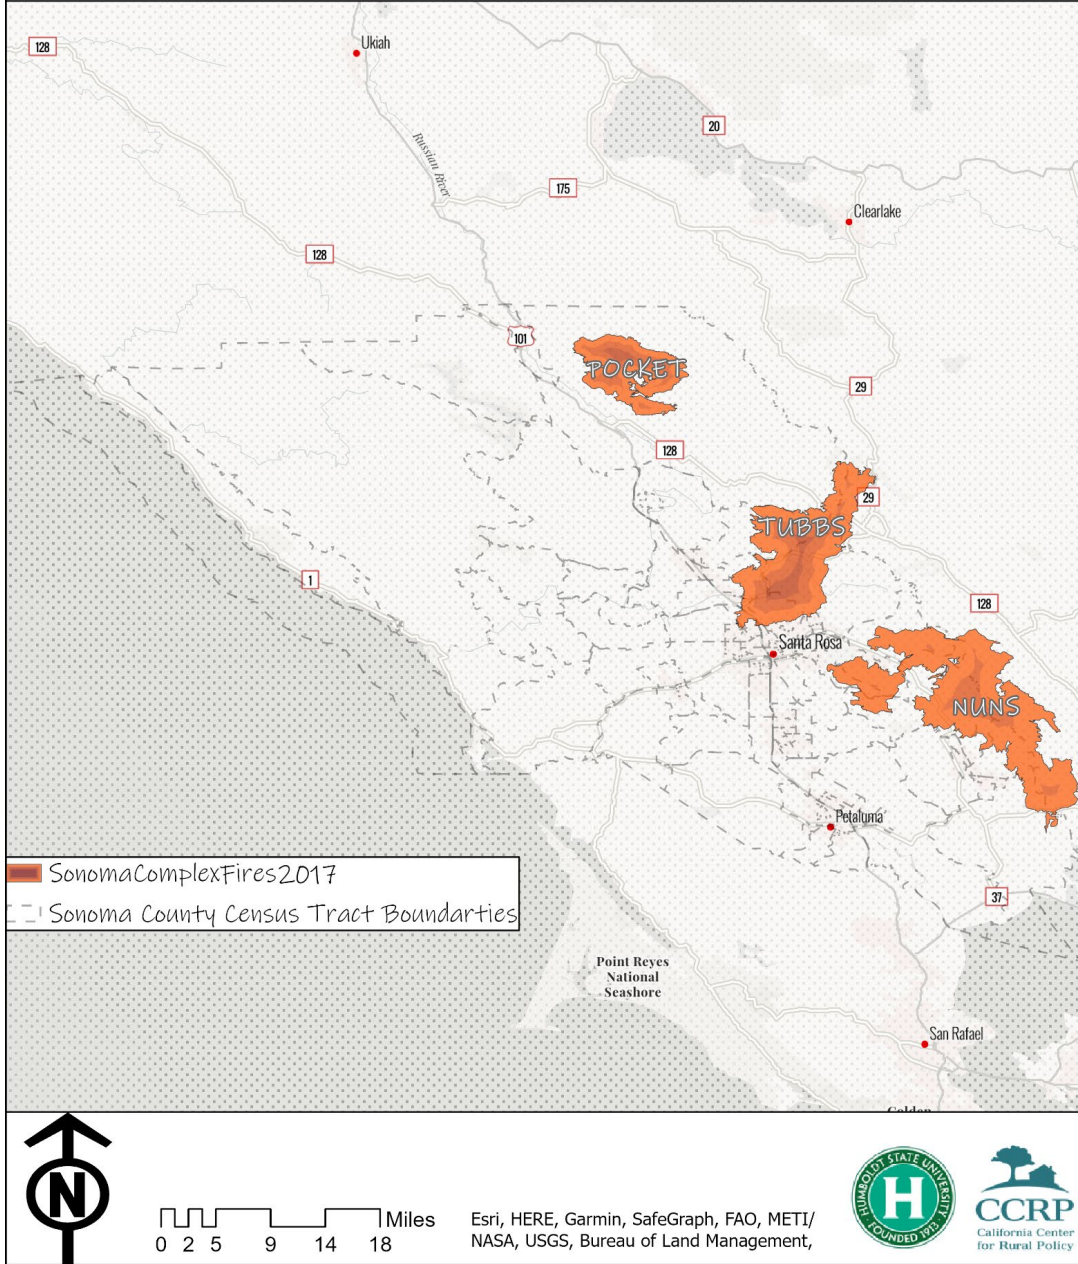 128
Ukiah
20
Russian River
175
Clearlake
128
101
POCKET
29
128
29
TUBBS
1
128
Santa Rosa
NUNS
Petaluma
SonomaComplexFires2017
Sonoma County Census Tract Boundarties
37
Point Reyes
National
Seashore
San Rafael
Golden
N
Miles
0 2 5 9 14 18
Esri, HERE, Garmin, SafeGraph, FAO, METI/
NASA, USGS, Bureau of Land Management,
HUMBOLDT STATE UNIVERSITY
H
FOUNDED 1913
CCRP
California Center
for Rural Policy